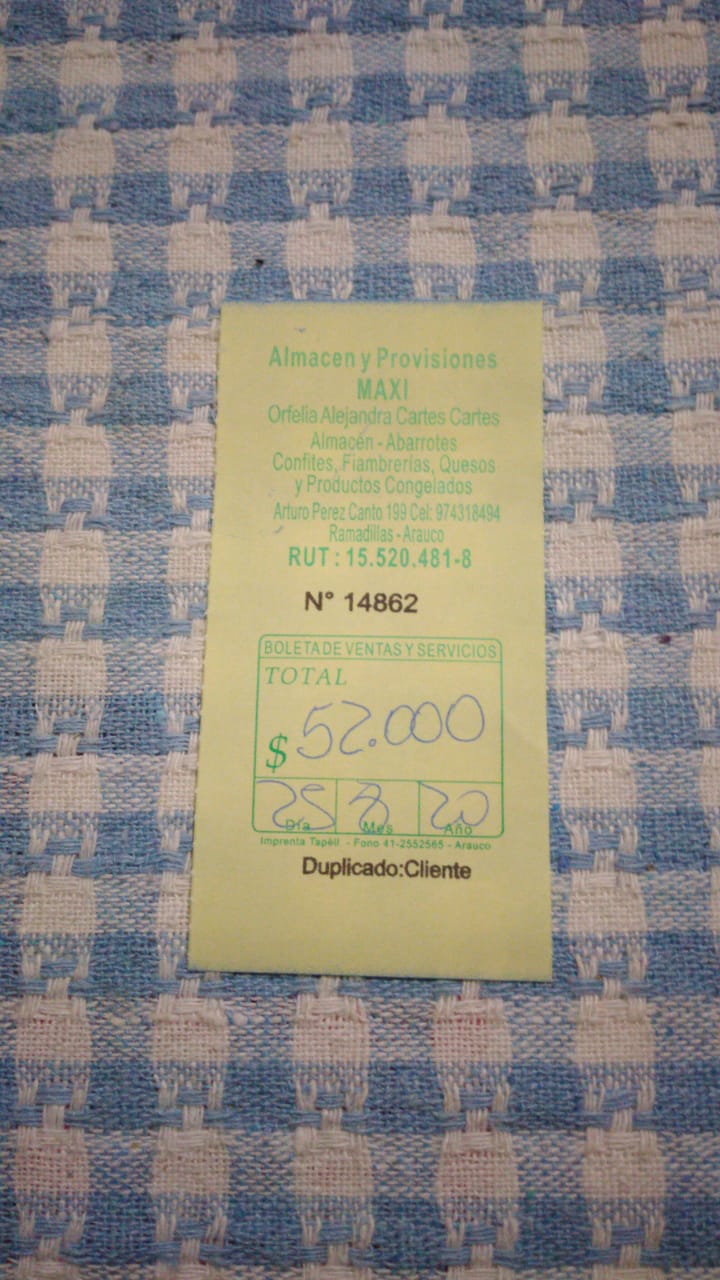 Almacen y Provisiones
MAXI
Orfelia Alejandra Cartes Cartes
Almacén - Abarrotes
Confites, Fiambrerías, Quesos
y Productos Congelados
Arturo Perez Canto 199 Cel: 974318494
Ramadillas - Arauco
RUT : 15.520.481-8
N° 14862
BOLETA DE VENTAS Y SERVICIOS
TOTAL
$ 52.000
25 8 20
Día Mes Año
Imprenta Tapell - Fono 41-2552565 - Arauco
Duplicado:Cliente